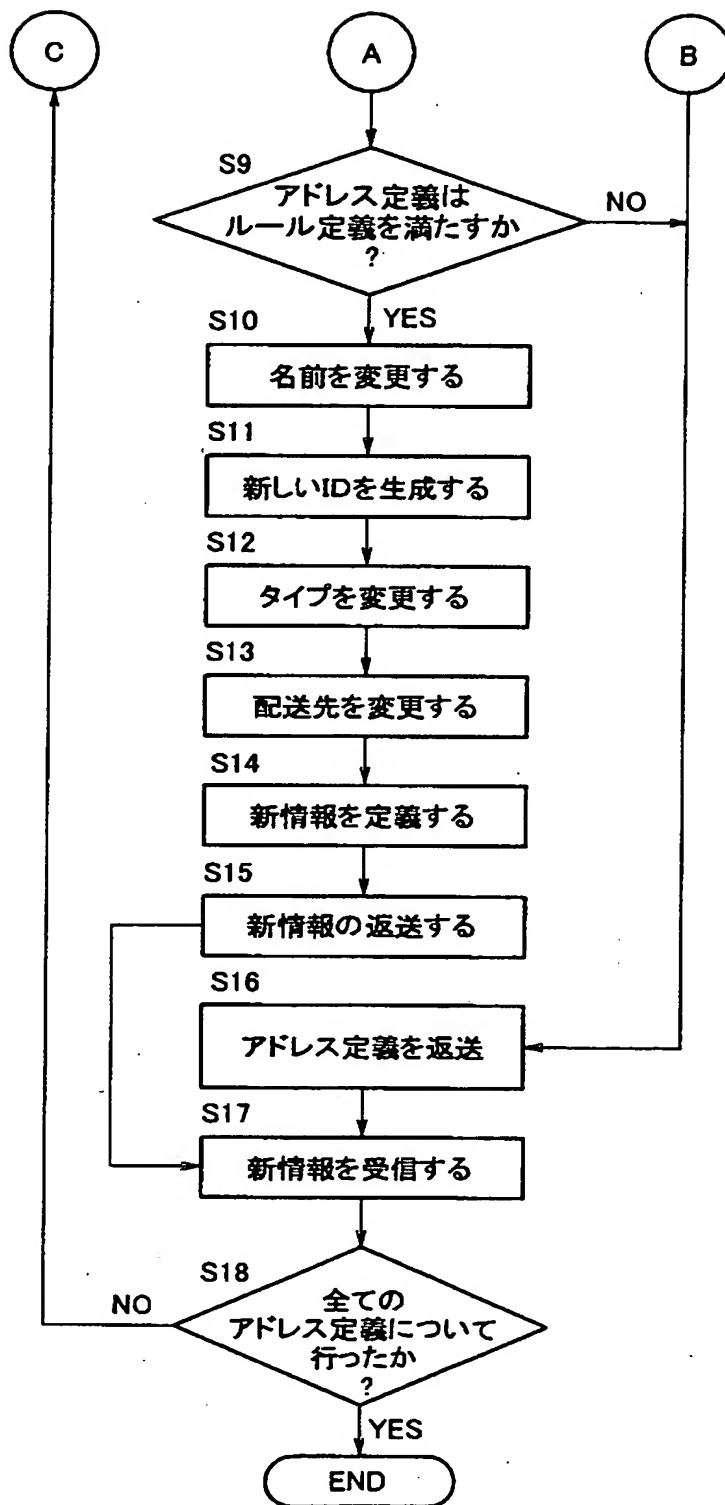 C
A
B
S9
アドレス定義は
ルール定義を満たすか
?
NO
YES
S10
名前を変更する
S11
新しいIDを生成する
S12
タイプを変更する
S13
配送先を変更する
S14
新情報を定義する
S15
新情報の返送する
S16
アドレス定義を返送
S17
新情報を受信する
S18
全ての
アドレス定義について
行ったか
?
NO
YES
END